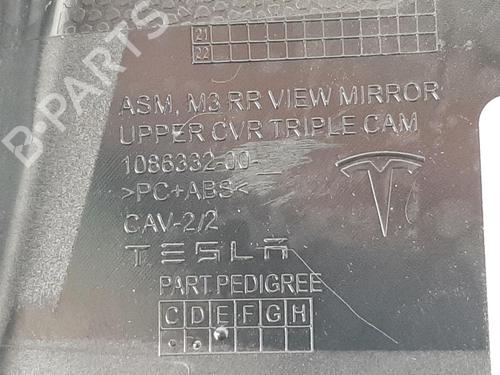 21
22
ASM, M3 RR VIEW MIRROR
UPPER CVR TRIPLE CAM
1086332-00-
>PC+ABS<
CAV-2/2
TESLA
PART PEDIGREE
C D E F G H